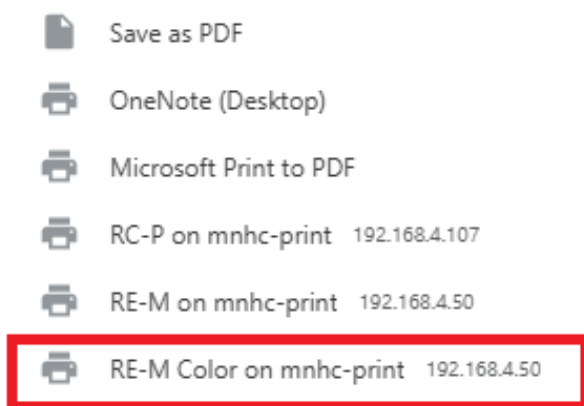 Save as PDF
OneNote (Desktop)
Microsoft Print to PDF
RC-P on mnhc-print 192.168.4.107
RE-M on mnhc-print 192.168.4.50
RE-M Color on mnhc-print 192.168.4.50